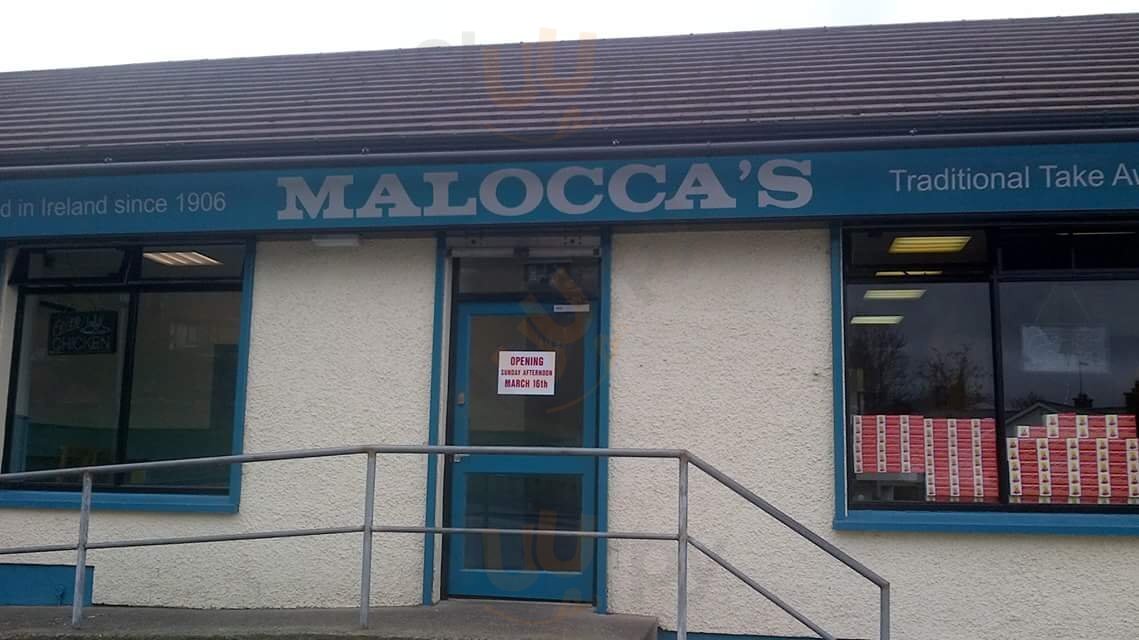 d in Ireland since 1906
MALOCCA'S
Traditional Take Av
CHICKEN
OPENING
SUNDAY AFTERNOON
MARCH 16th